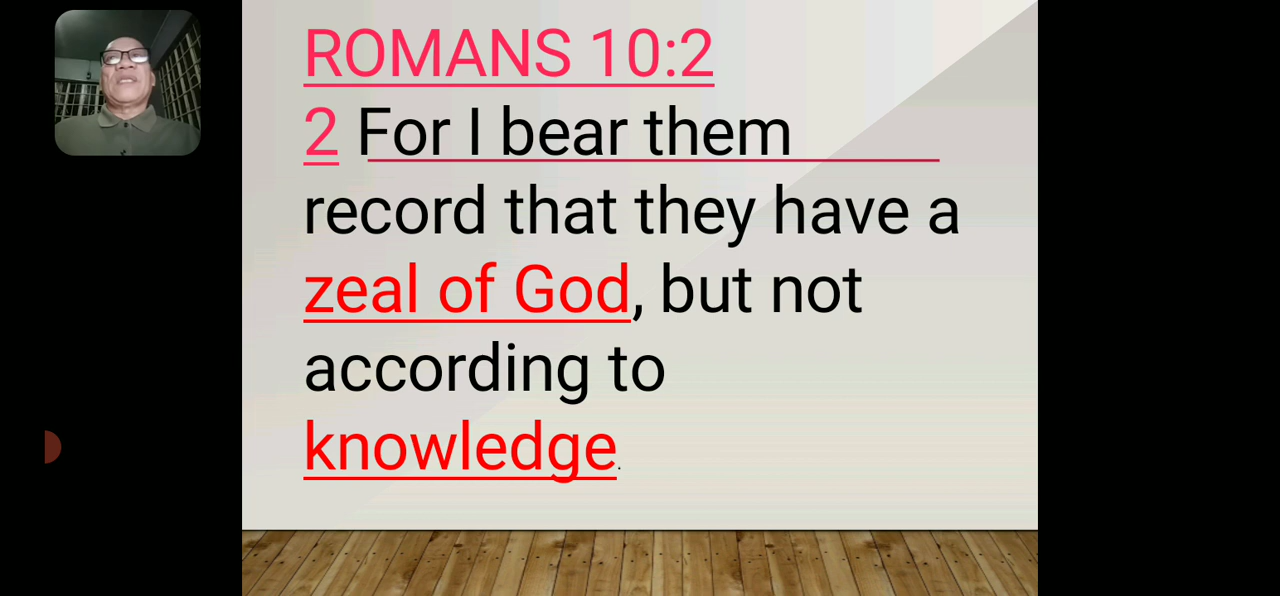 ROMANS 10:2
2 For I bear them
record that they have a
zeal of God, but not
according to
knowledge.